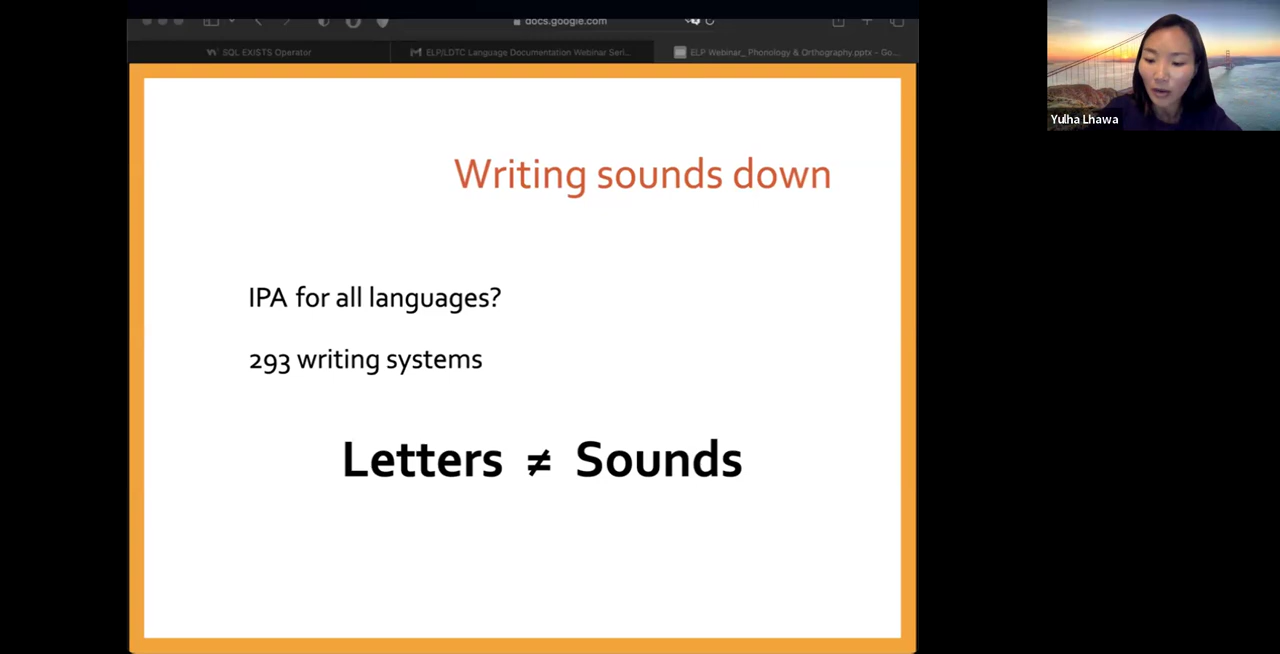 docs.google.com
SQL EXISTS Operator
ELP/LDTC Language Documentation Webinar Seri...
ELP Webinar_ Phonology & Orthography.pptx - Go...
Yulha Lhawa
Writing sounds down
IPA for all languages?
293 writing systems
Letters ≠ Sounds